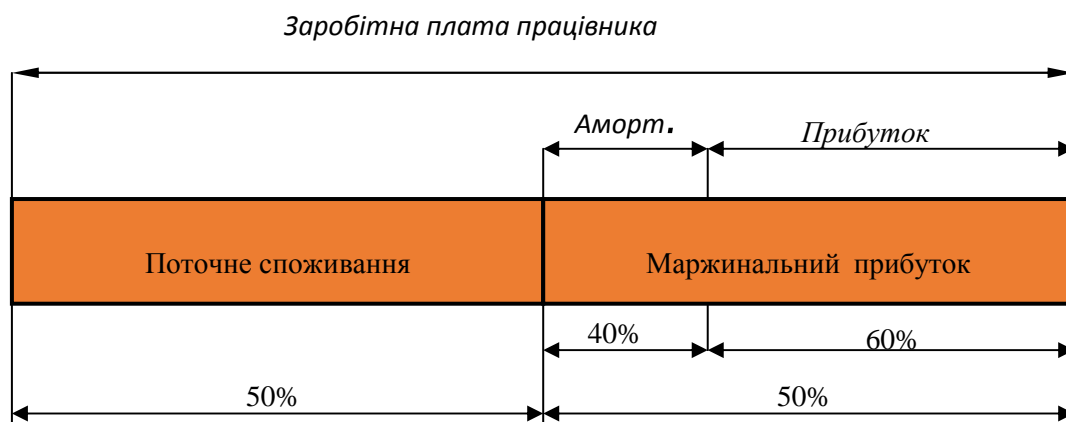 Заробітна плата працівника
Аморт.
Прибуток
Поточне споживання
Маржинальний прибуток
40%
60%
50%
50%